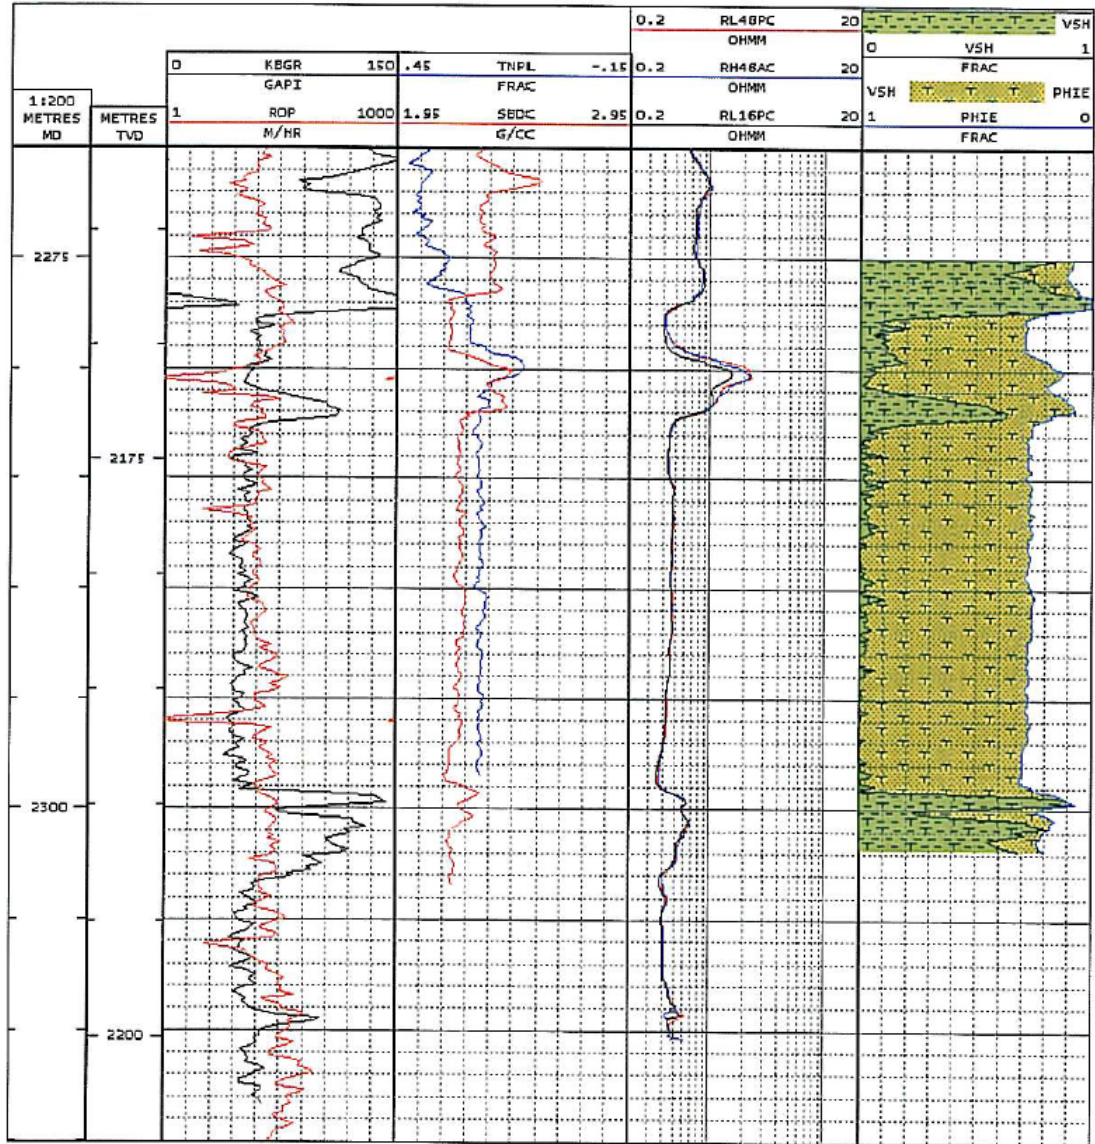 0.2 RL48PC 20
OHMM
VSH
0 VSH 1
0 KBGR 150
GAPI
.45 TNPL -.15
FRAC
0.2 RH48AC 20
OHMM
FRAC
VSH PHIE
1:200
METRES
MD
METRES
TVD
1 ROP 1000
M/HR
1.95 SBDC 2.95
G/CC
0.2 RL16PC 20
OHMM
1 PHIE 0
FRAC
2275
2175
2300
2200